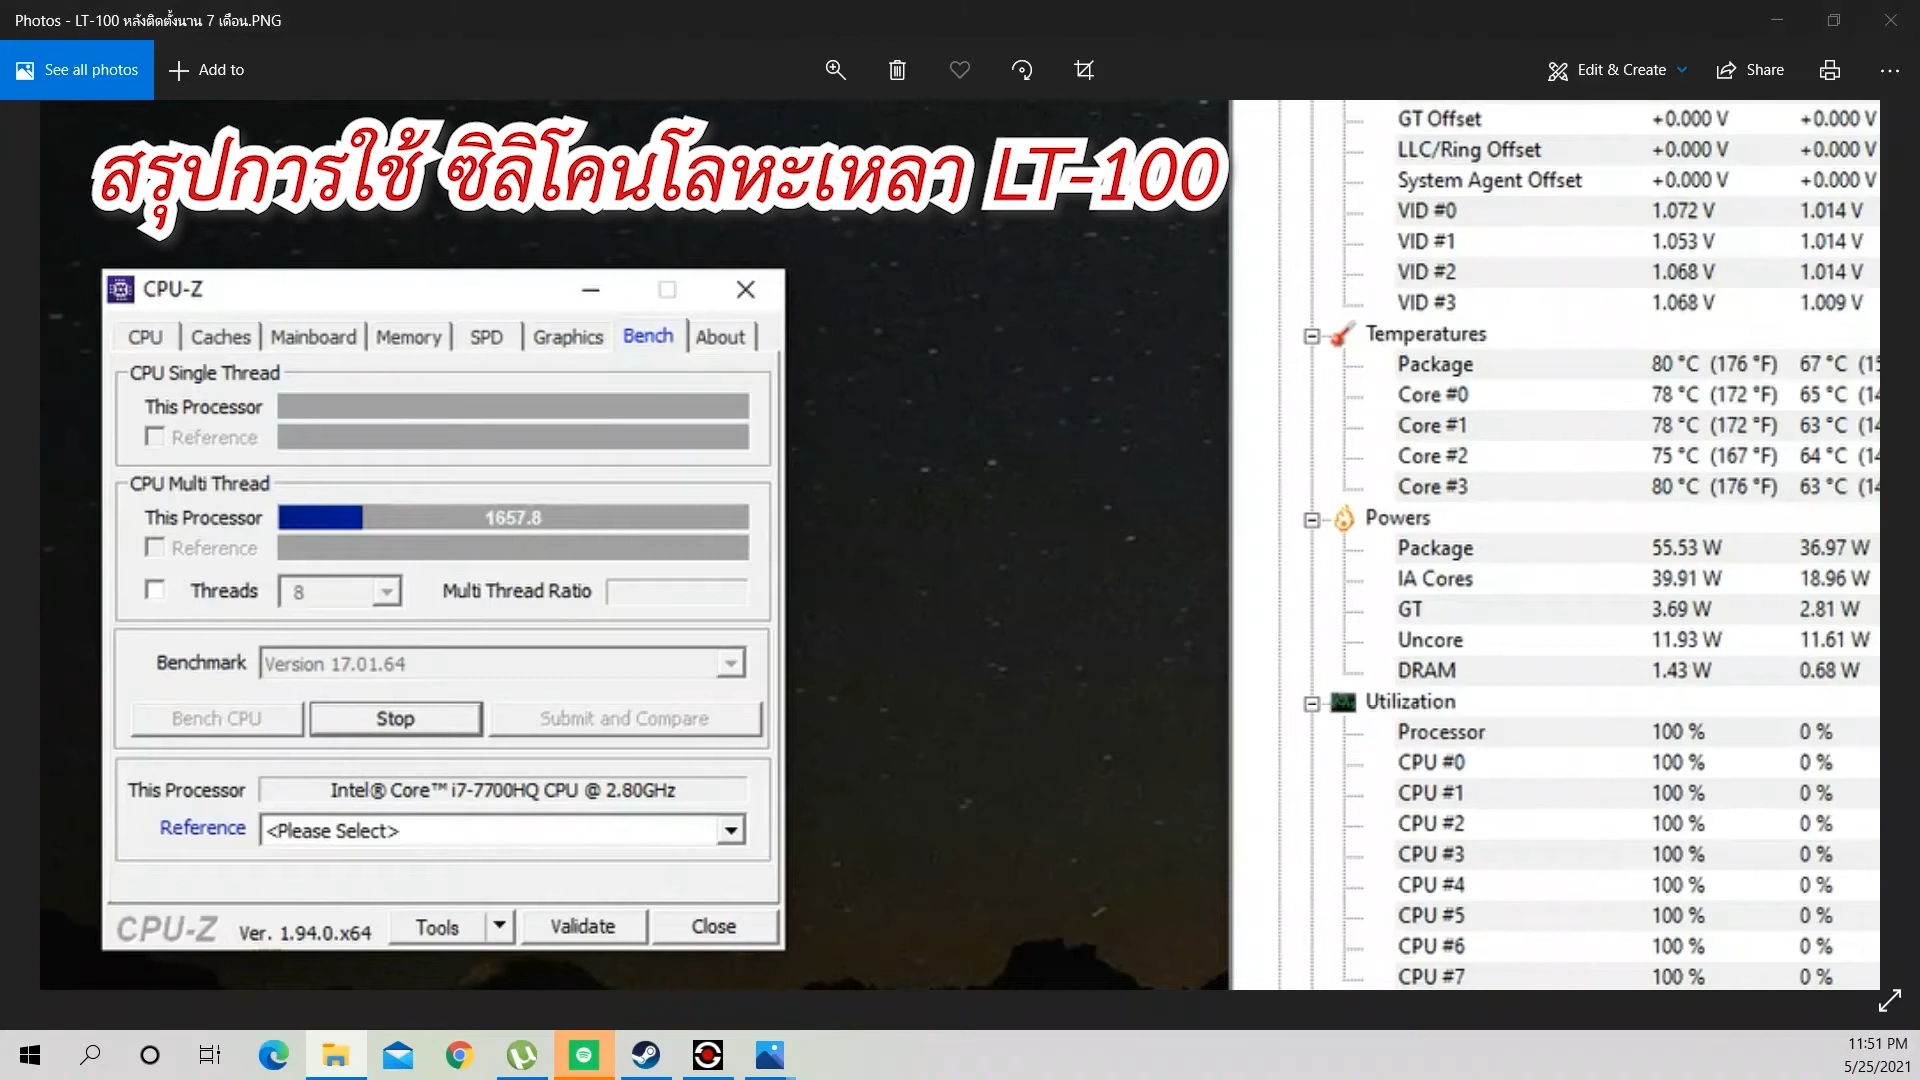 Photos - LT-100 หลังติดตั้งนาน 7 เดือน.PNG
See all photos
Add to
Edit & Create
Share
สรุปการใช้ ซิลิโคนโลหะเหลว LT-100
CPU-Z
CPU Caches Mainboard Memory SPD Graphics Bench About
CPU Single Thread
This Processor
Reference
CPU Multi Thread
This Processor 1657.8
Reference
Threads 8 Multi Thread Ratio
Benchmark Version 17.01.64
Bench CPU Stop Submit and Compare
This Processor Intel® Core™ i7-7700HQ CPU @ 2.80GHz
Reference <Please Select>
CPU-Z Ver. 1.94.0.x64 Tools Validate Close
GT Offset +0.000 V +0.000 V
LLC/Ring Offset +0.000 V +0.000 V
System Agent Offset +0.000 V +0.000 V
VID #0 1.072 V 1.014 V
VID #1 1.053 V 1.014 V
VID #2 1.068 V 1.014 V
VID #3 1.068 V 1.009 V
Temperatures
Package 80 °C (176 °F) 67 °C
Core #0 78 °C (172 °F) 65 °C
Core #1 78 °C (172 °F) 63 °C
Core #2 75 °C (167 °F) 64 °C
Core #3 80 °C (176 °F) 63 °C
Powers
Package 55.53 W 36.97 W
IA Cores 39.91 W 18.96 W
GT 3.69 W 2.81 W
Uncore 11.93 W 11.61 W
DRAM 1.43 W 0.68 W
Utilization
Processor 100 % 0 %
CPU #0 100 % 0 %
CPU #1 100 % 0 %
CPU #2 100 % 0 %
CPU #3 100 % 0 %
CPU #4 100 % 0 %
CPU #5 100 % 0 %
CPU #6 100 % 0 %
CPU #7 100 % 0 %
11:51 PM
5/25/2021